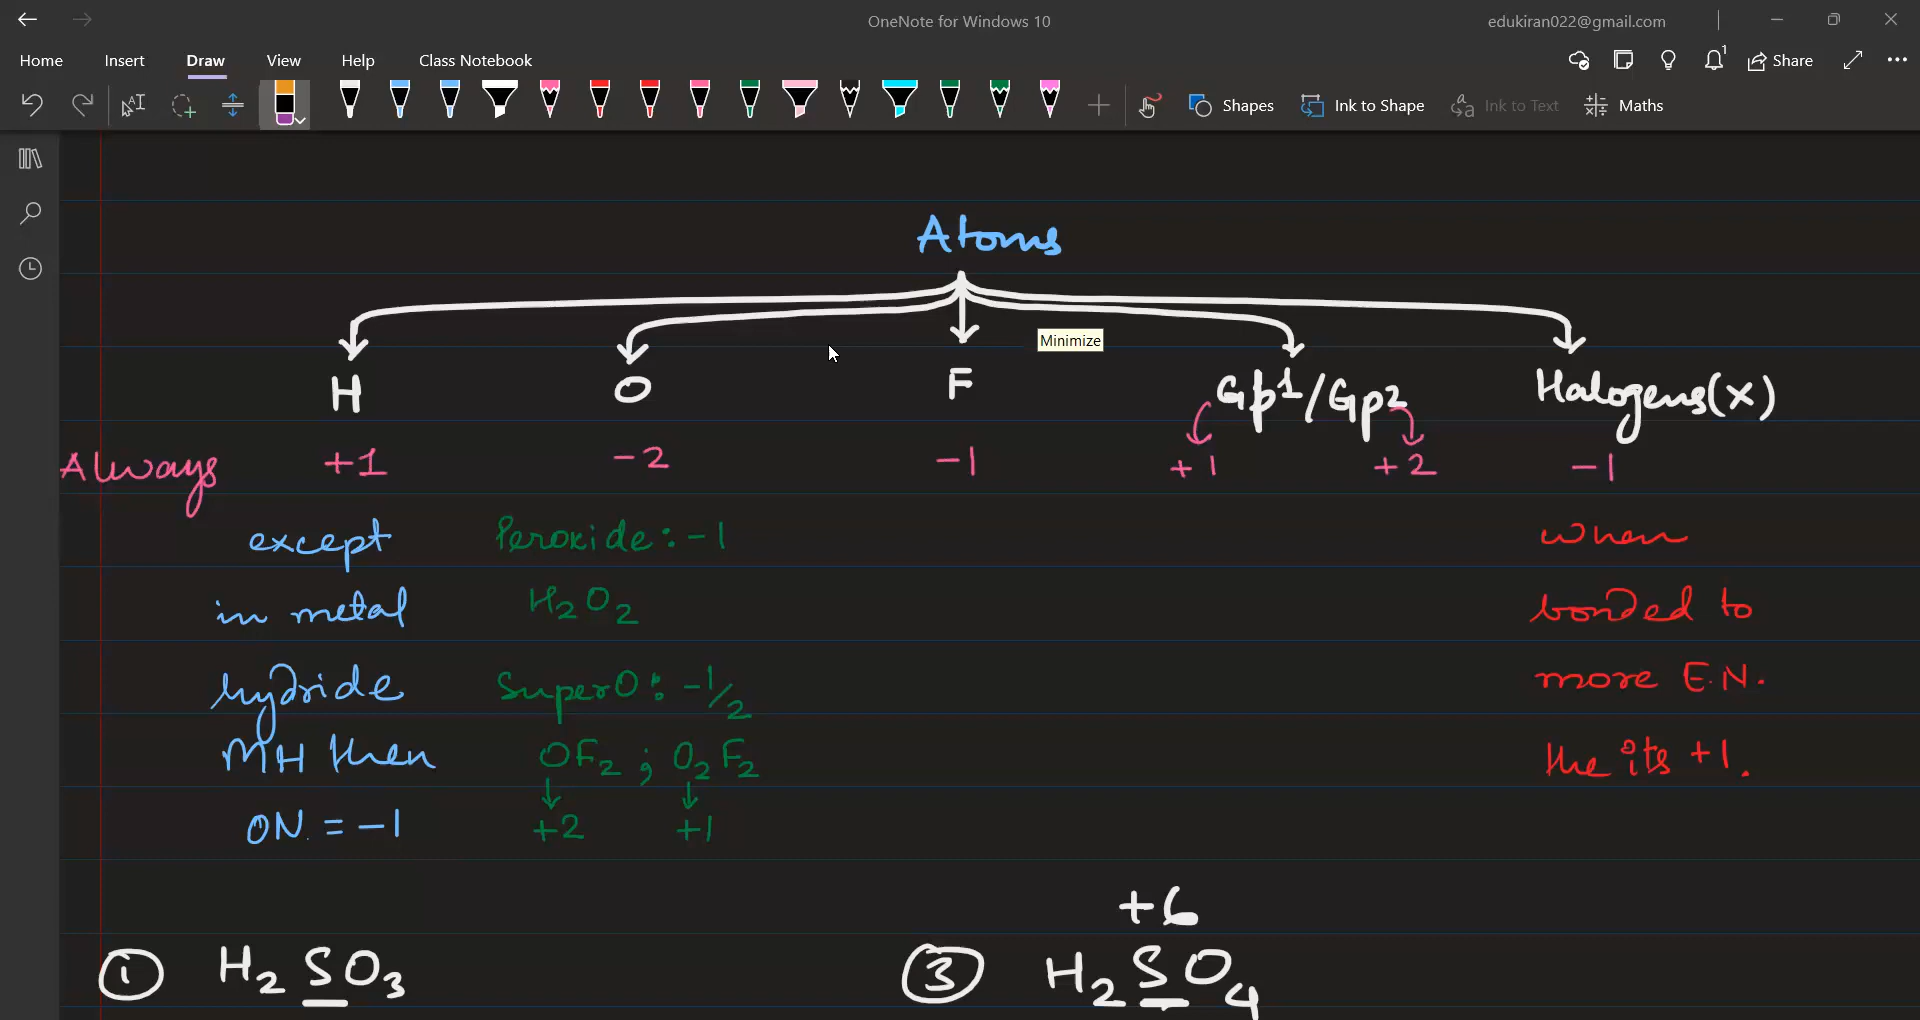 OneNote for Windows 10
edukiran022@gmail.com
Home Insert Draw View Help Class Notebook
1 Share
Shapes Ink to Shape Ink to Text Maths
Atoms
Minimize
H O F Gp1/Gp2 Halogens(X)
Always +1 -2 -1 +1 +2 -1
except Peroxide: -1 when
in metal H2O2 bonded to
hydride SuperO: -1/2 more E.N.
MH then OF2 ; O2F2 the its +1.
ON. = -1 +2 +1
+6
① H2SO3 ③ H2SO4